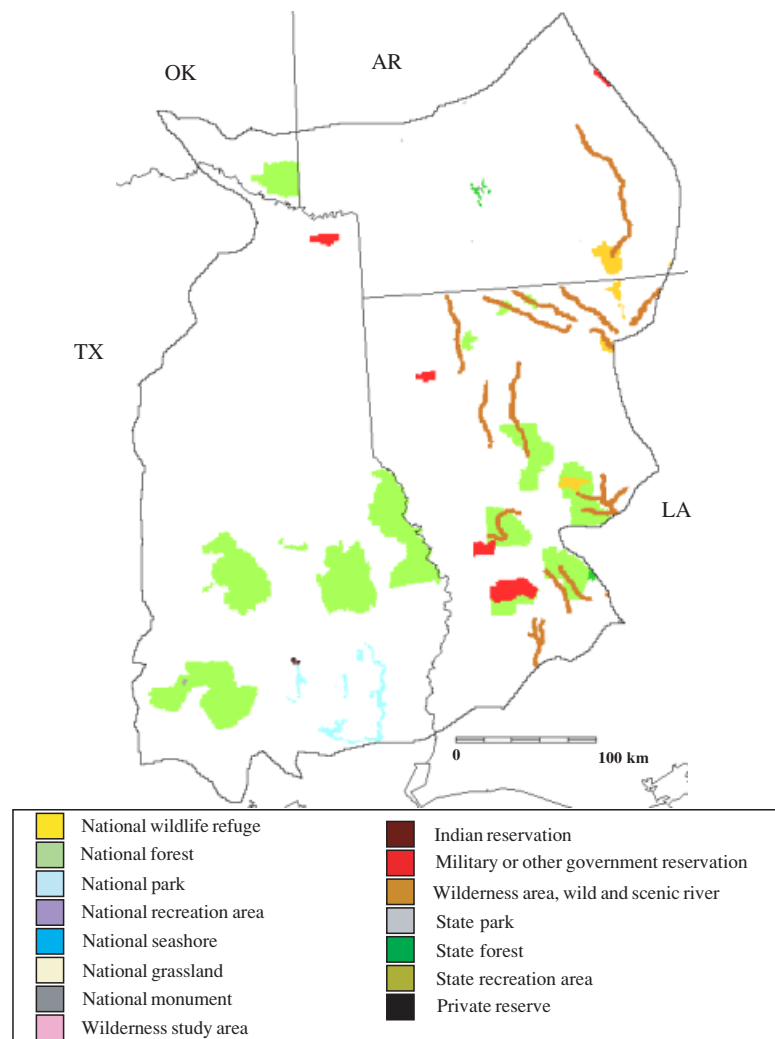 OK
AR
TX
LA
0 100 km
National wildlife refuge
National forest
National park
National recreation area
National seashore
National grassland
National monument
Wilderness study area
Indian reservation
Military or other government reservation
Wilderness area, wild and scenic river
State park
State forest
State recreation area
Private reserve